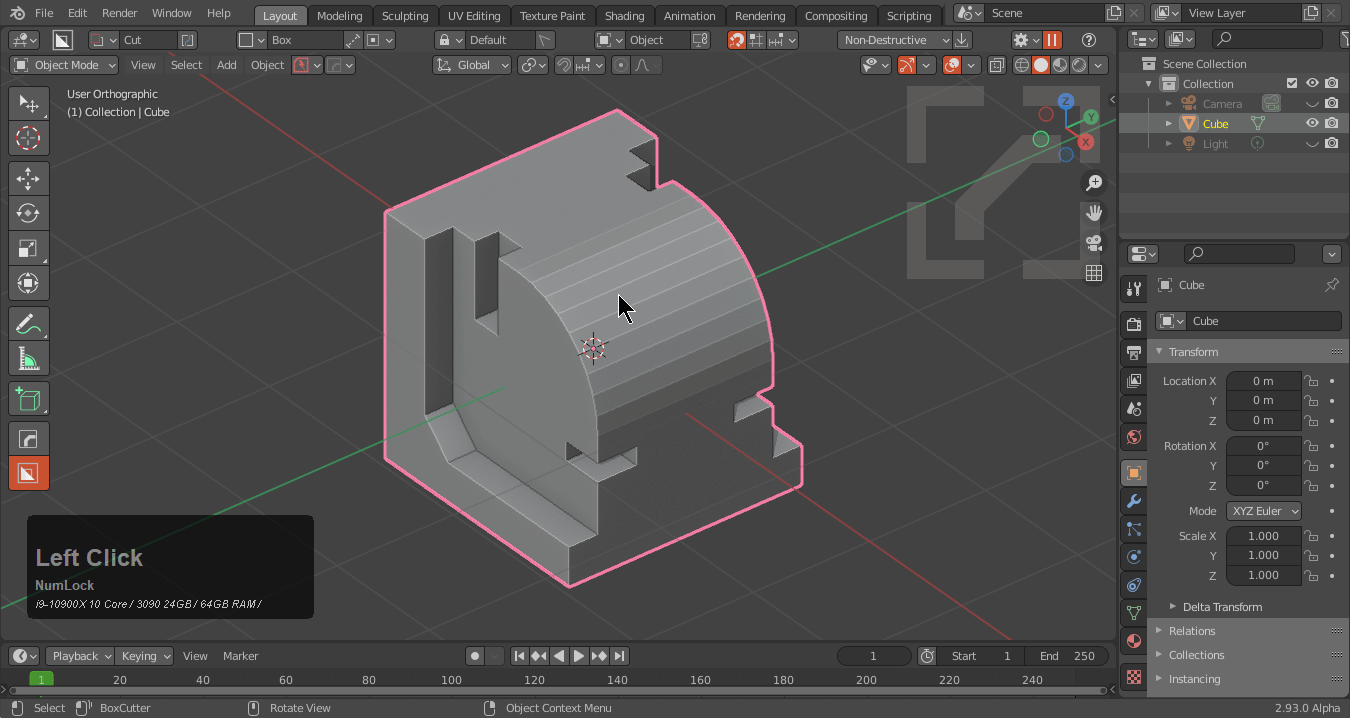 File Edit Render Window Help Layout Modeling Sculpting UV Editing Texture Paint Shading Animation Rendering Compositing Scripting Scene View Layer
Cut Box Default Object Non-Destructive
Object Mode View Select Add Object Global
User Orthographic
(1) Collection | Cube
Z
Y
X
Scene Collection
Collection
Camera
Cube
Light
Cube
Cube
Transform
Location X 0 m
Y 0 m
Z 0 m
Rotation X 0°
Y 0°
Z 0°
Mode XYZ Euler
Scale X 1.000
Y 1.000
Z 1.000
Delta Transform
Relations
Collections
Instancing
Left Click
NumLock
i9-10900X 10 Core / 3090 24GB / 64GB RAM /
Playback Keying View Marker 1 Start 1 End 250
1 20 40 60 80 100 120 140 160 180 200 220 240
Select BoxCutter Rotate View Object Context Menu 2.93.0 Alpha